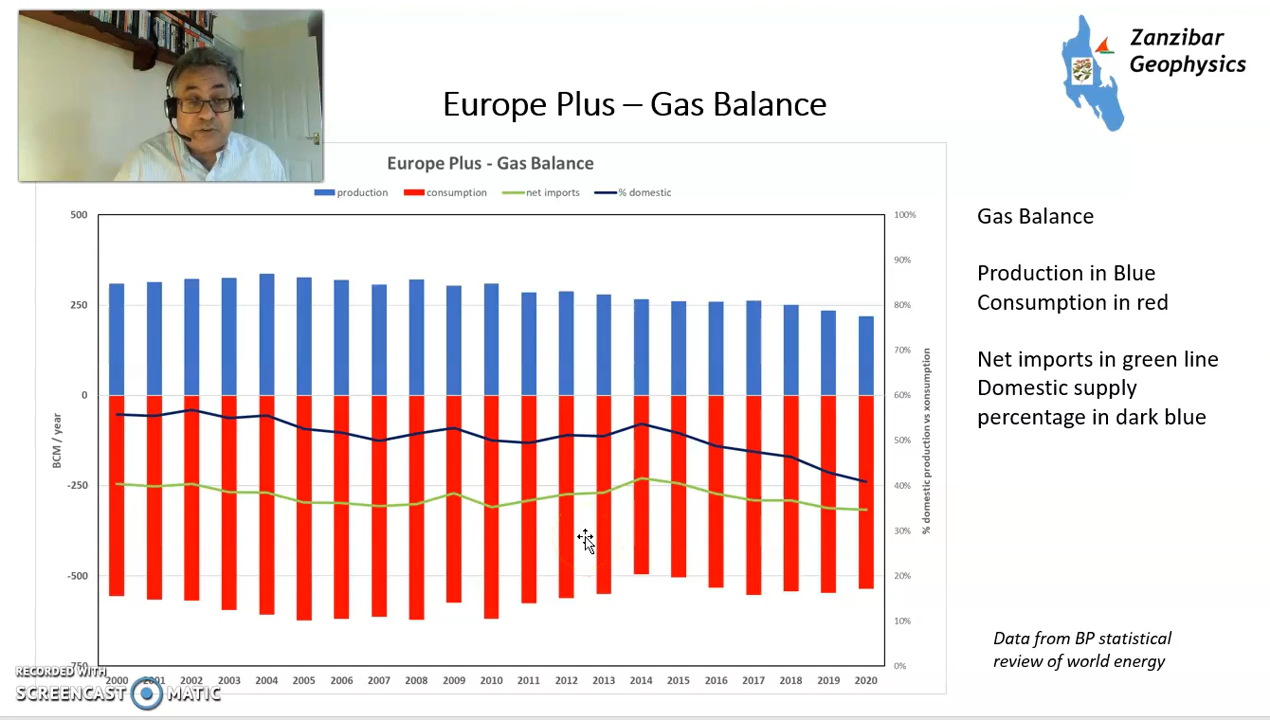 Zanzibar
Geophysics
Europe Plus – Gas Balance
Europe Plus - Gas Balance
production consumption net imports % domestic
500
250
0
-250
-500
750
BCM / year
100%
90%
80%
70%
60%
50%
40%
30%
20%
10%
0%
% domestic production vs xonsumption
2000 2001 2002 2003 2004 2005 2006 2007 2008 2009 2010 2011 2012 2013 2014 2015 2016 2017 2018 2019 2020
Gas Balance
Production in Blue
Consumption in red
Net imports in green line
Domestic supply
percentage in dark blue
Data from BP statistical
review of world energy
RECORDED WITH
SCREENCAST MATIC